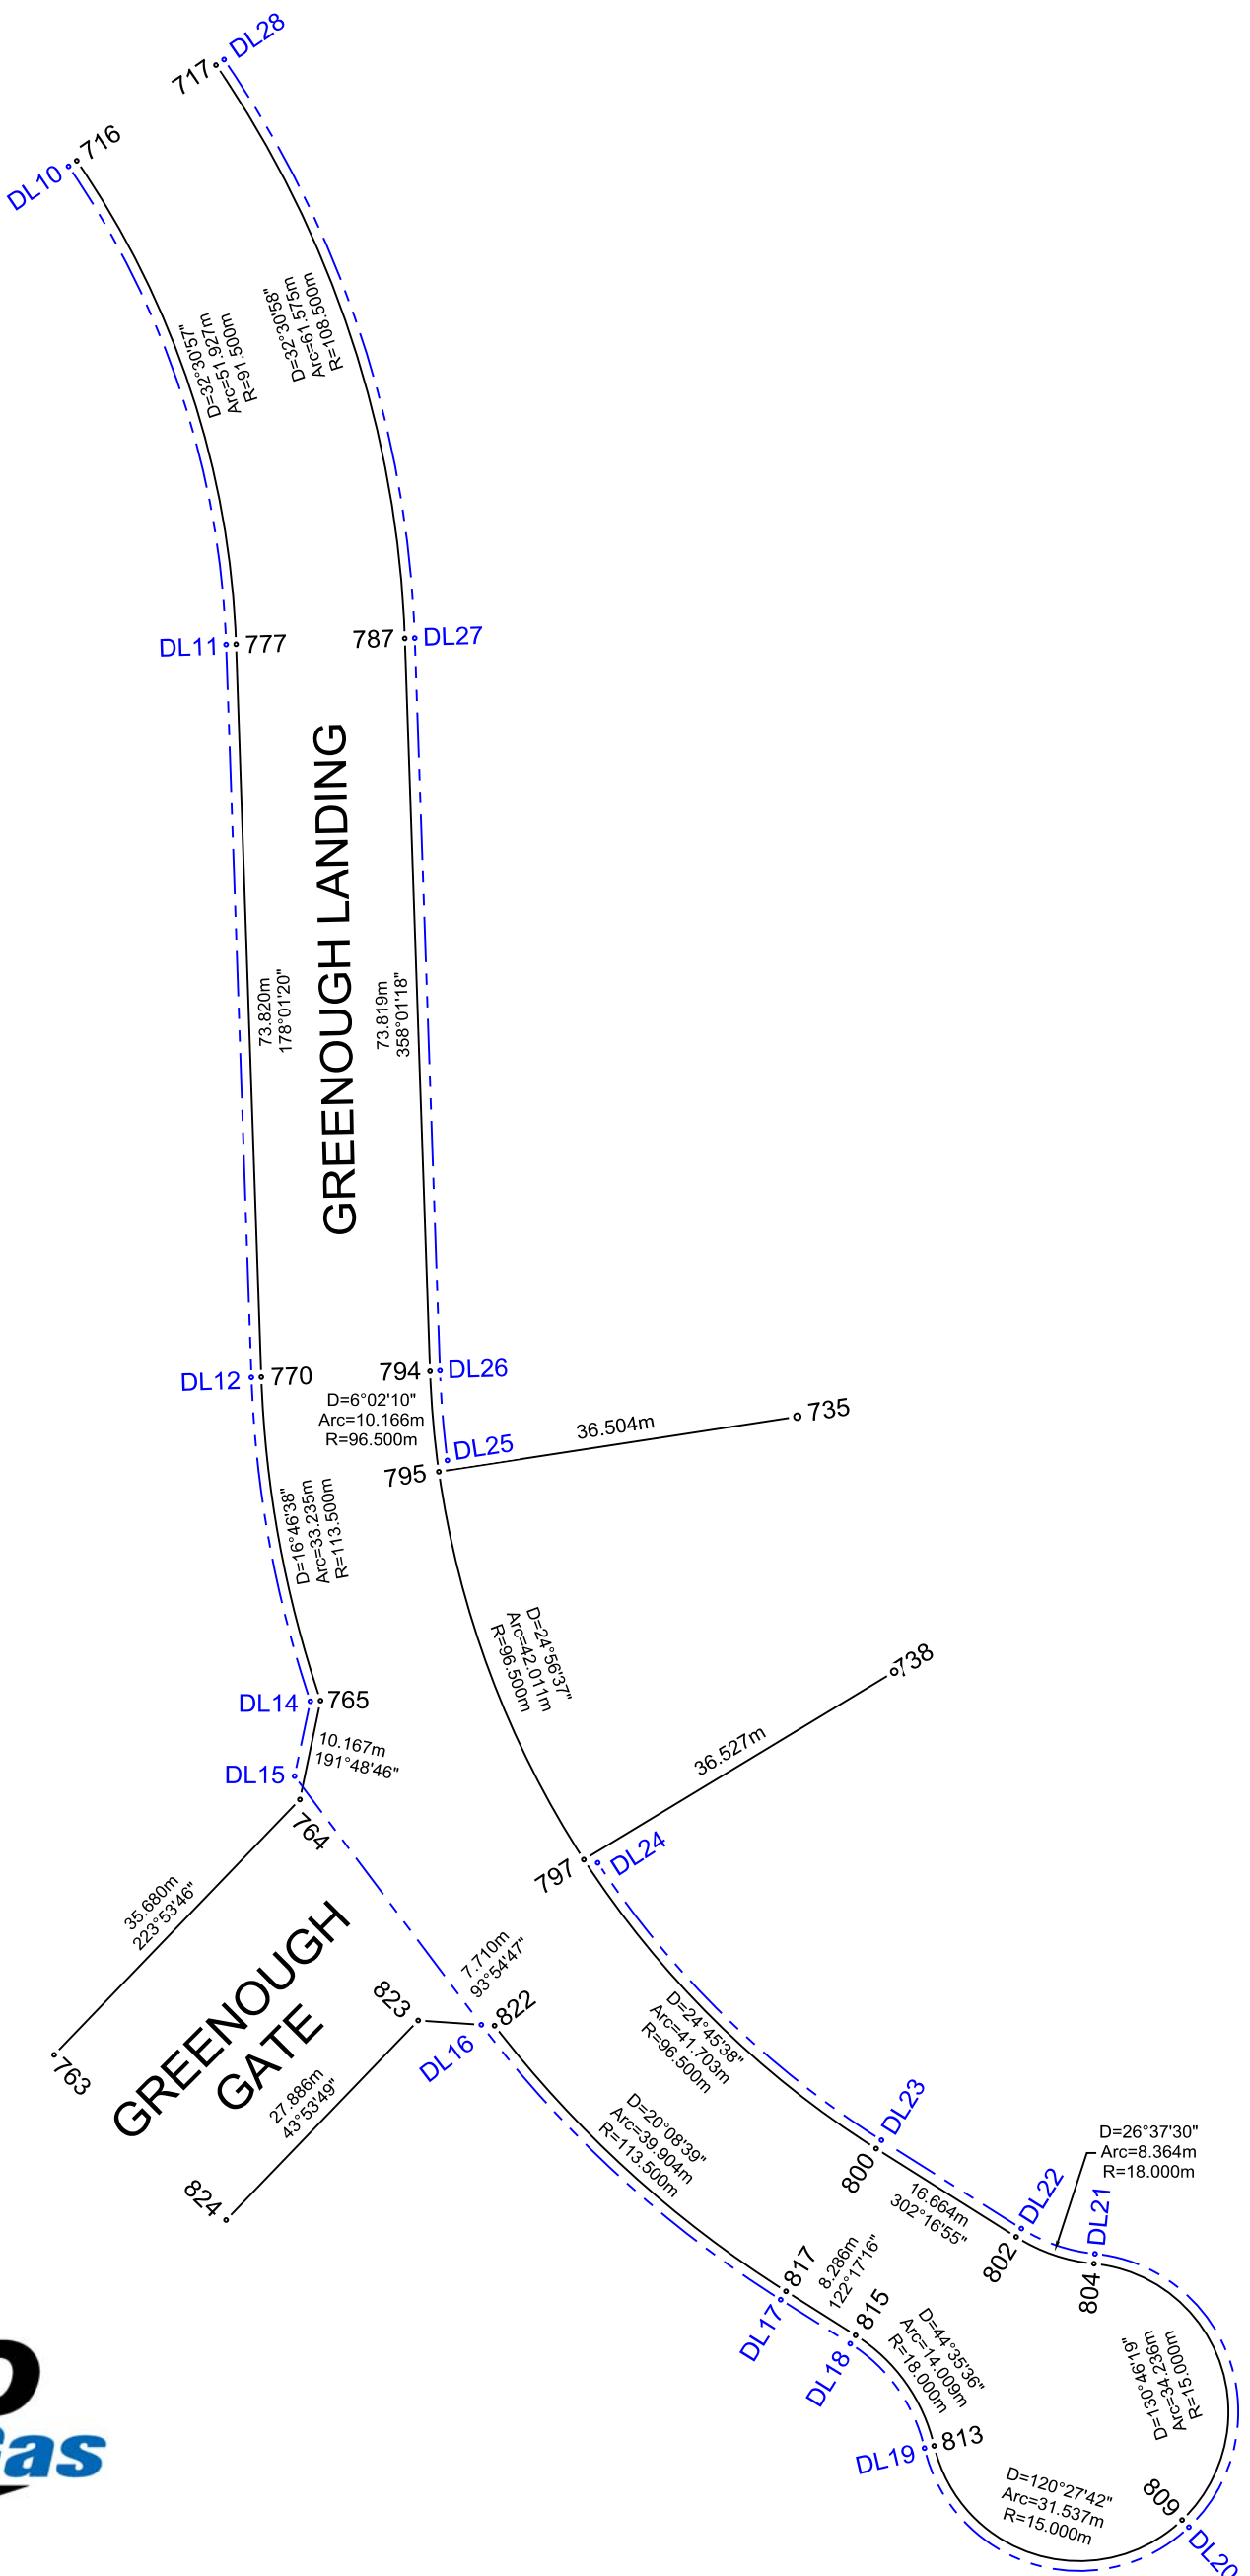 DL28
717
716
DL10
D=32°30'57"
Arc=51.927m
R=91.500m
D=32°30'58"
Arc=61.575m
R=108.500m
DL11
777
787
DL27
GREENOUGH LANDING
73.820m
178°01'20"
73.819m
358°01'18"
DL12
770
794
DL26
D=6°02'10"
Arc=10.166m
R=96.500m
DL25
795
36.504m
735
D=16°46'38"
Arc=33.235m
R=113.500m
D=24°56'37"
Arc=42.011m
R=96.500m
738
36.527m
DL14
765
10.167m
191°48'46"
DL15
764
797
DL24
35.680m
223°53'46"
763
GREENOUGH
GATE
7.710m
93°54'47"
823
822
DL16
27.886m
43°53'49"
824
D=24°45'38"
Arc=41.703m
R=96.500m
D=20°08'39"
Arc=39.904m
R=113.500m
DL23
800
16.664m
302°16'55"
D=26°37'30"
Arc=8.364m
R=18.000m
DL22
DL21
802
804
817
8.286m
122°17'16"
815
DL17
DL18
D=44°35'36"
Arc=14.009m
R=18.000m
D=130°46'19"
Arc=34.236m
R=15.000m
DL19
813
D=120°27'42"
Arc=31.537m
R=15.000m
809
DL20
Gas